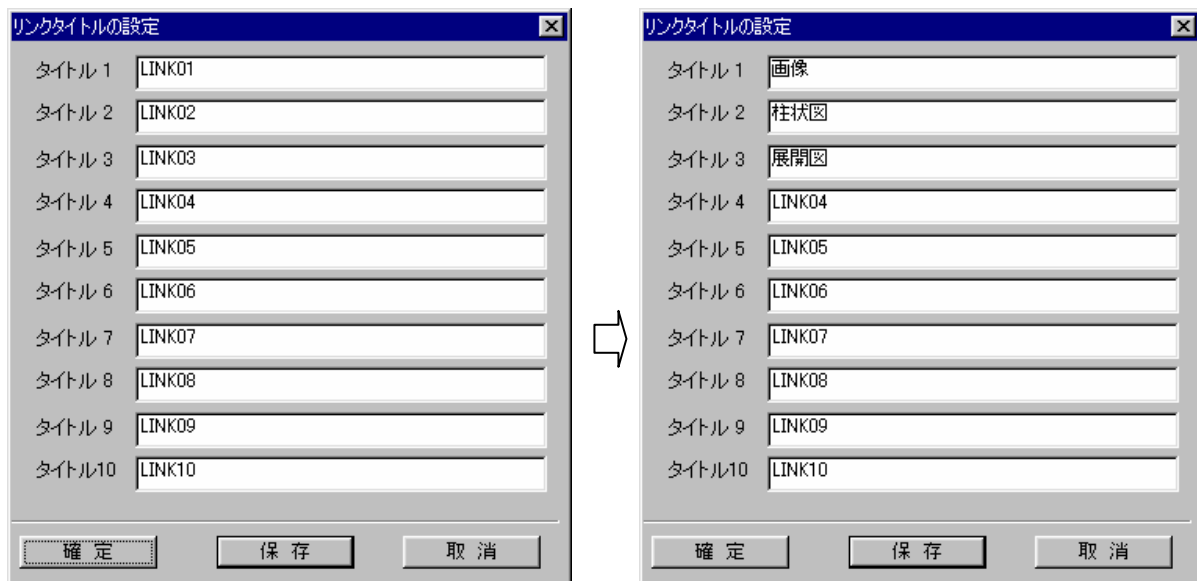 リンクタイトルの設定
タイトル 1 LINK01
タイトル 2 LINK02
タイトル 3 LINK03
タイトル 4 LINK04
タイトル 5 LINK05
タイトル 6 LINK06
タイトル 7 LINK07
タイトル 8 LINK08
タイトル 9 LINK09
タイトル10 LINK10
確 定 保 存 取 消
リンクタイトルの設定
タイトル 1 画像
タイトル 2 柱状図
タイトル 3 展開図
タイトル 4 LINK04
タイトル 5 LINK05
タイトル 6 LINK06
タイトル 7 LINK07
タイトル 8 LINK08
タイトル 9 LINK09
タイトル10 LINK10
確 定 保 存 取 消